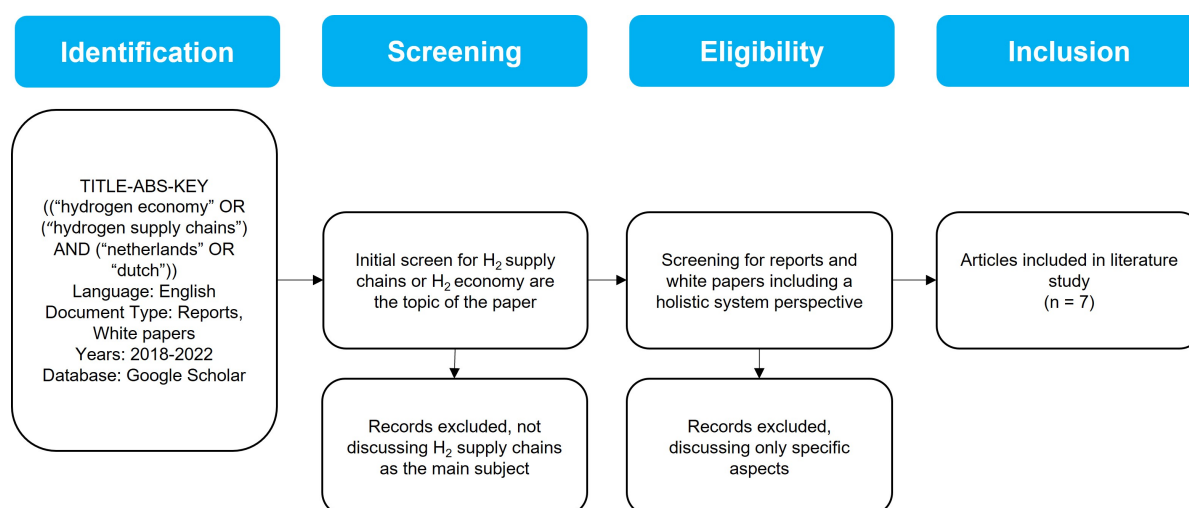 Identification
Screening
Eligibility
Inclusion
TITLE-ABS-KEY
((“hydrogen economy” OR
(“hydrogen supply chains”)
AND (“netherlands” OR
“dutch”))
Language: English
Document Type: Reports,
White papers
Years: 2018-2022
Database: Google Scholar
Initial screen for H₂ supply
chains or H₂ economy are
the topic of the paper
Screening for reports and
white papers including a
holistic system perspective
Articles included in literature
study
(n = 7)
Records excluded, not
discussing H₂ supply chains
as the main subject
Records excluded,
discussing only specific
aspects